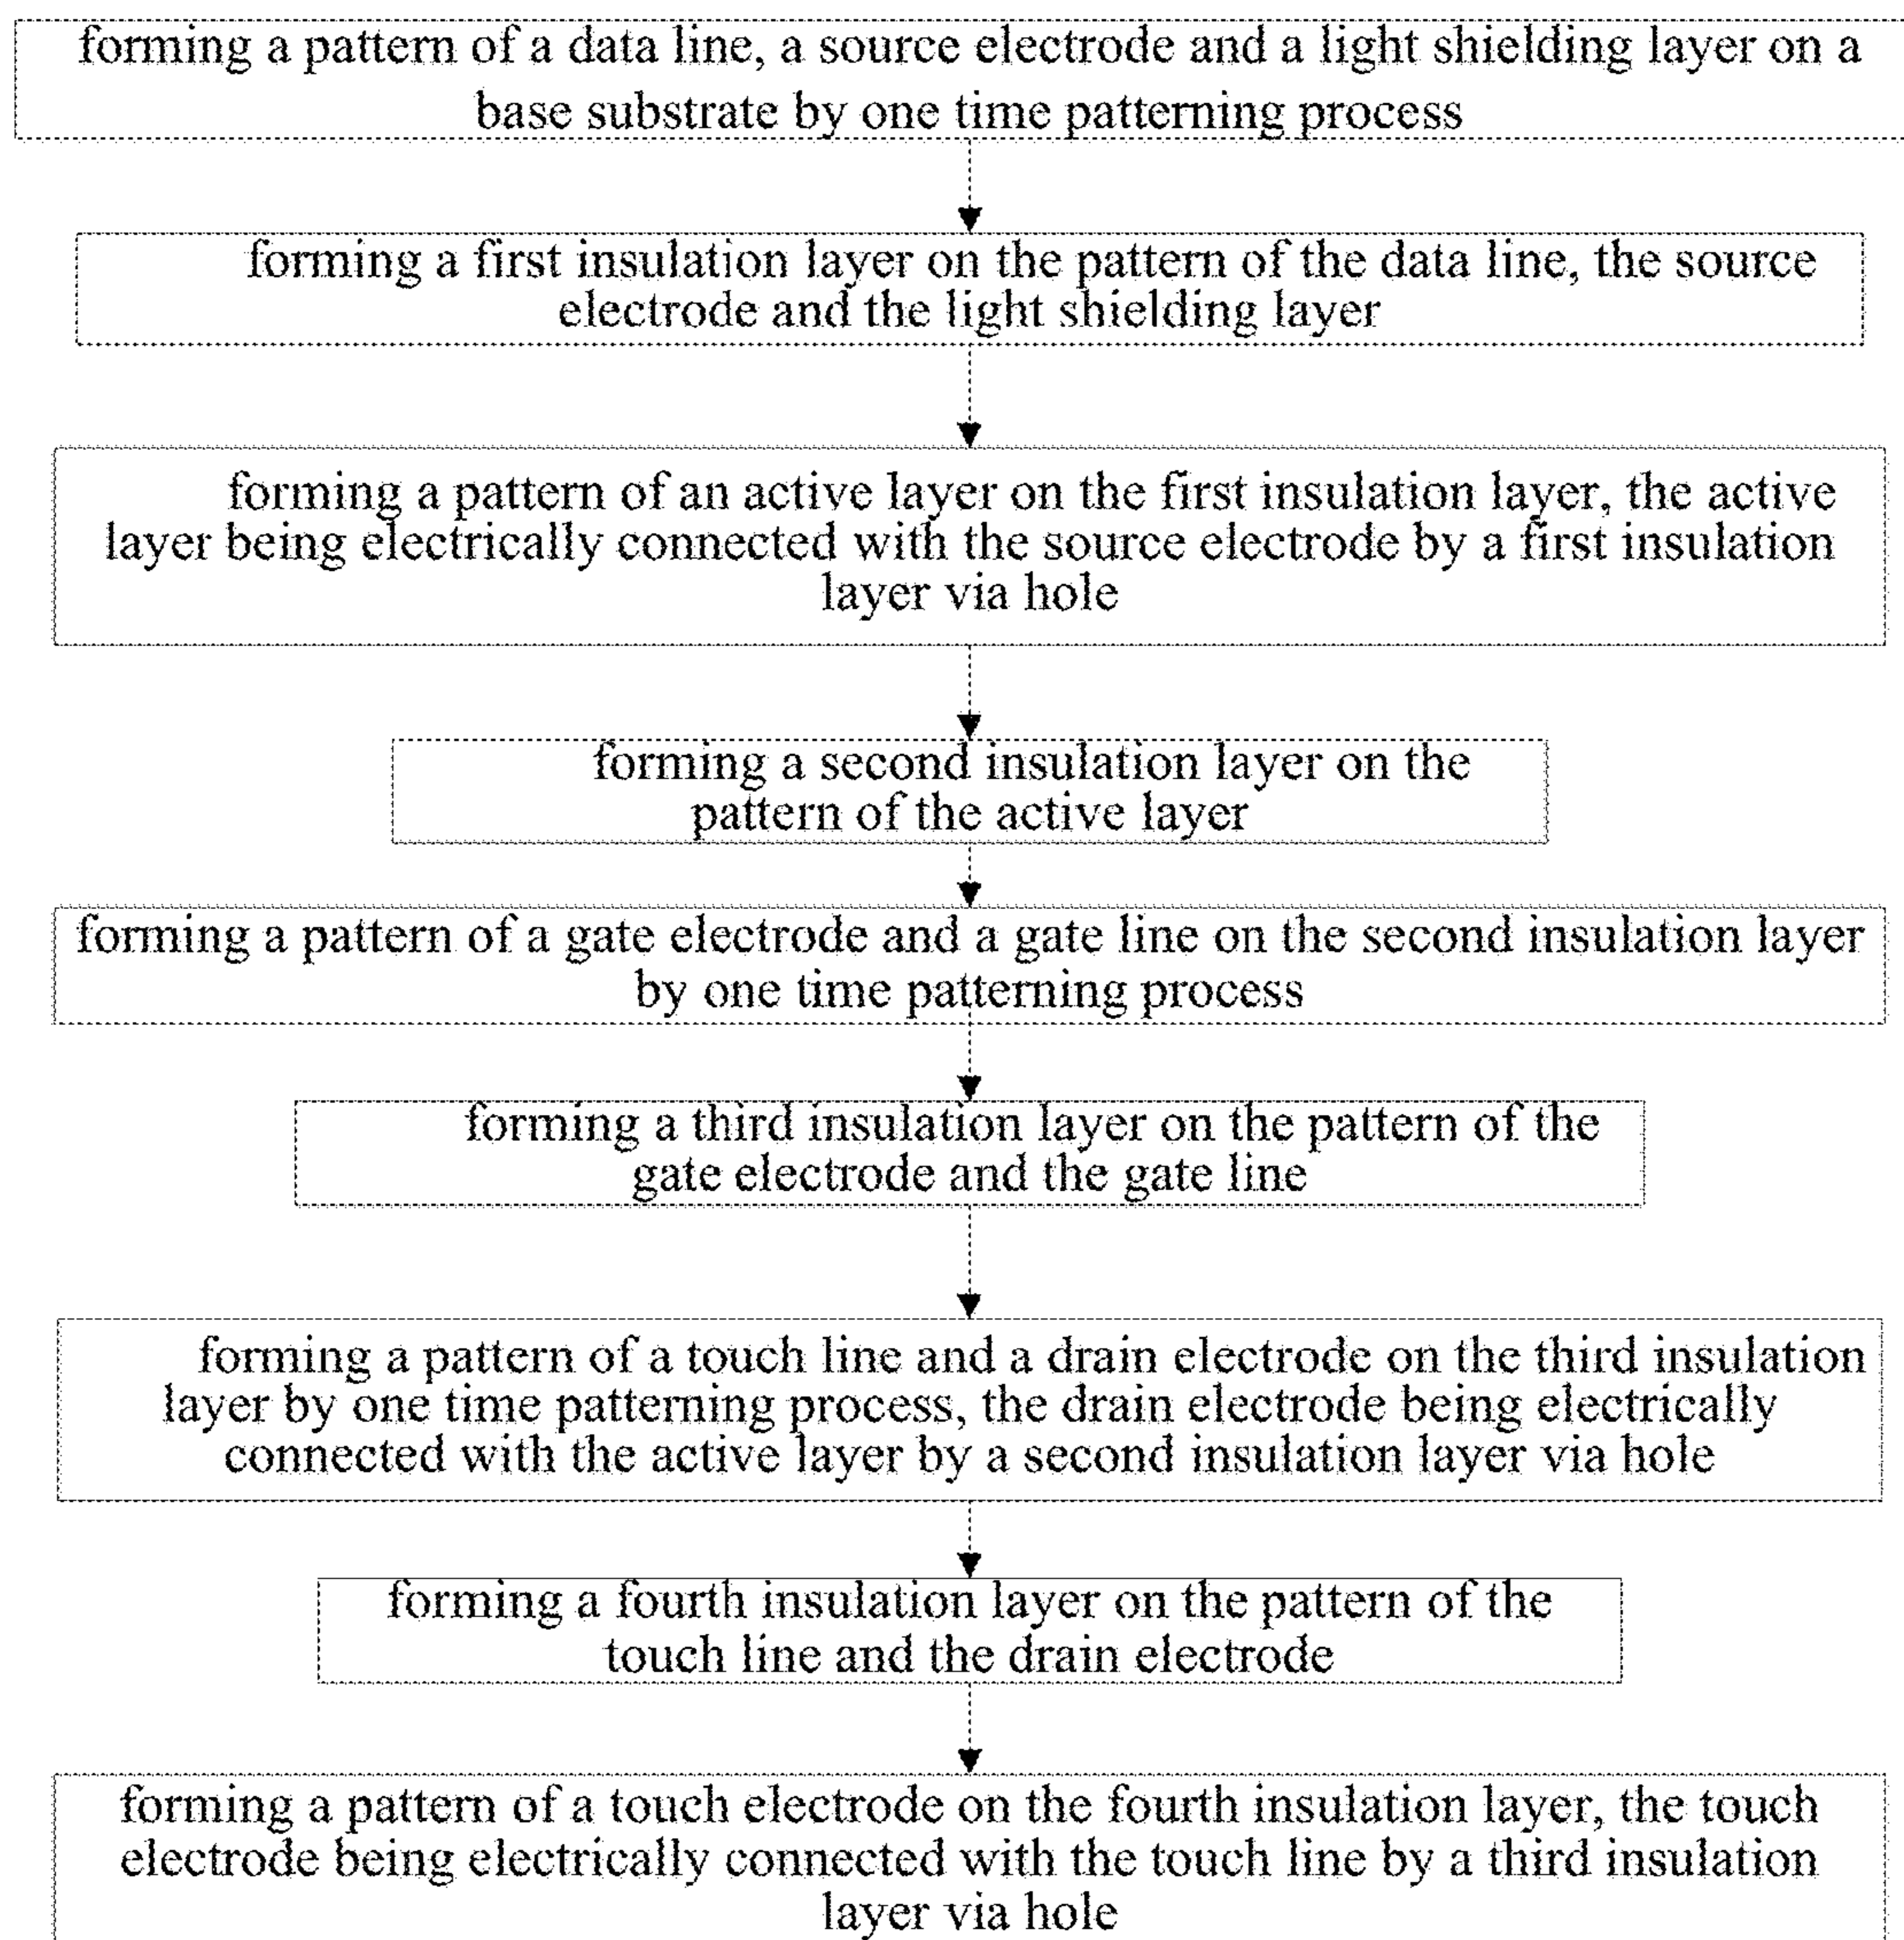 forming a pattern of a data line, a source electrode and a light shielding layer on a
base substrate by one time patterning process
forming a first insulation layer on the pattern of the data line, the source
electrode and the light shielding layer
forming a pattern of an active layer on the first insulation layer, the active
layer being electrically connected with the source electrode by a first insulation
layer via hole
forming a second insulation layer on the
pattern of the active layer
forming a pattern of a gate electrode and a gate line on the second insulation layer
by one time patterning process
forming a third insulation layer on the pattern of the
gate electrode and the gate line
forming a pattern of a touch line and a drain electrode on the third insulation
layer by one time patterning process, the drain electrode being electrically
connected with the active layer by a second insulation layer via hole
forming a fourth insulation layer on the pattern of the
touch line and the drain electrode
forming a pattern of a touch electrode on the fourth insulation layer, the touch
electrode being electrically connected with the touch line by a third insulation
layer via hole